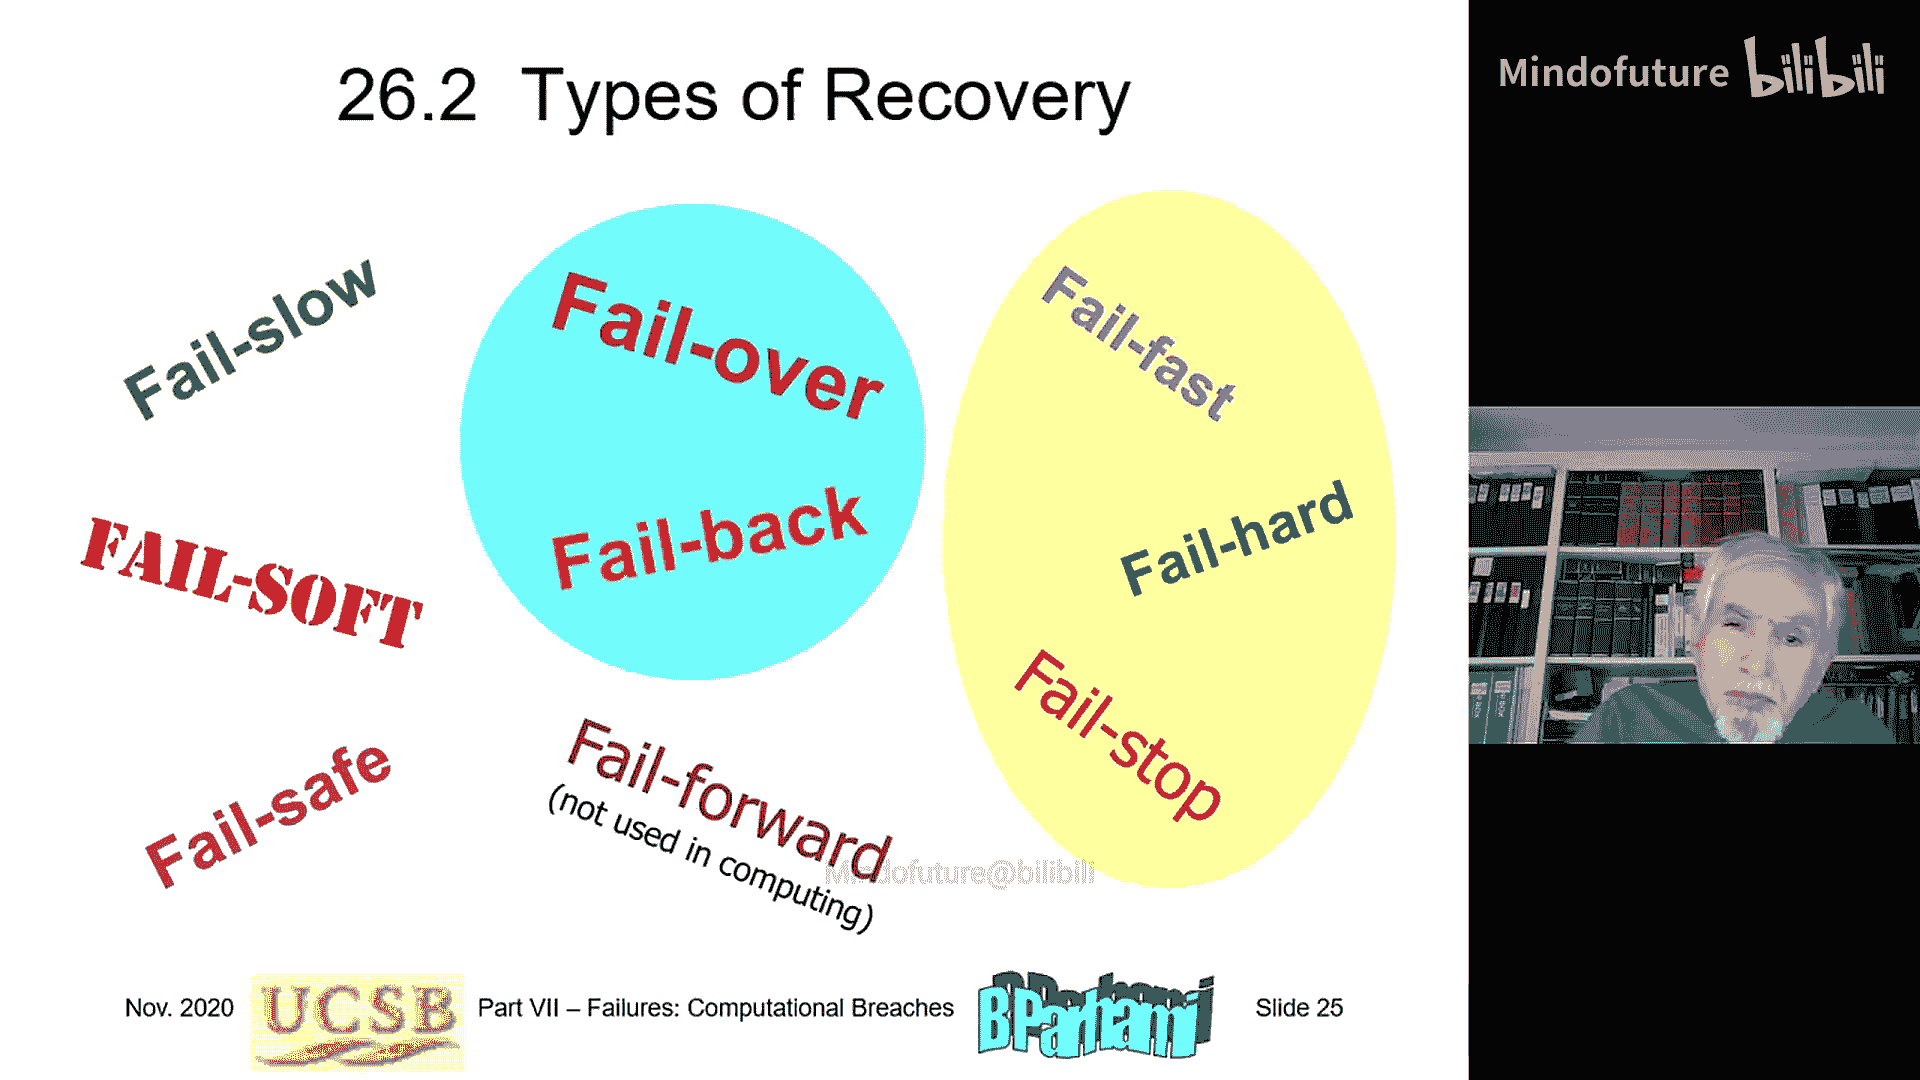 26.2 Types of Recovery
Fail-slow
Fail-over
Fail-fast
FAIL-SOFT
Fail-back
Fail-hard
Fail-safe
Fail-forward
(not used in computing)
Fail-stop
Mindofuture@bilibili
Nov. 2020
UCSB
Part VII – Failures: Computational Breaches
B Parhami
Slide 25
Mindofuture bilibili